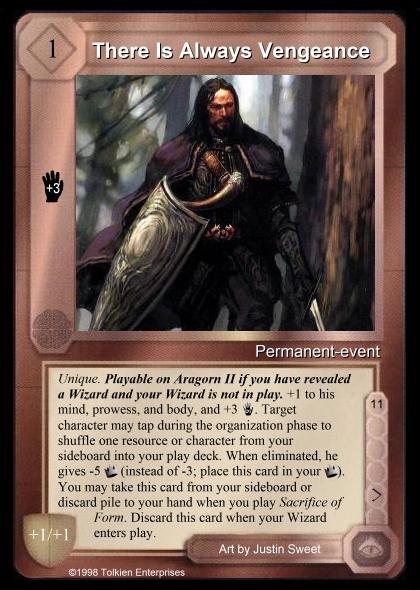 1
There Is Always Vengeance
+3
Permanent-event
Unique. Playable on Aragorn II if you have revealed
a Wizard and your Wizard is not in play. +1 to his
mind, prowess, and body, and +3 . Target
character may tap during the organization phase to
shuffle one resource or character from your
sideboard into your play deck. When eliminated, he
gives -5 (instead of -3; place this card in your ).
You may take this card from your sideboard or
discard pile to your hand when you play Sacrifice of
Form. Discard this card when your Wizard
enters play.
11
+1/+1
Art by Justin Sweet
©1998 Tolkien Enterprises